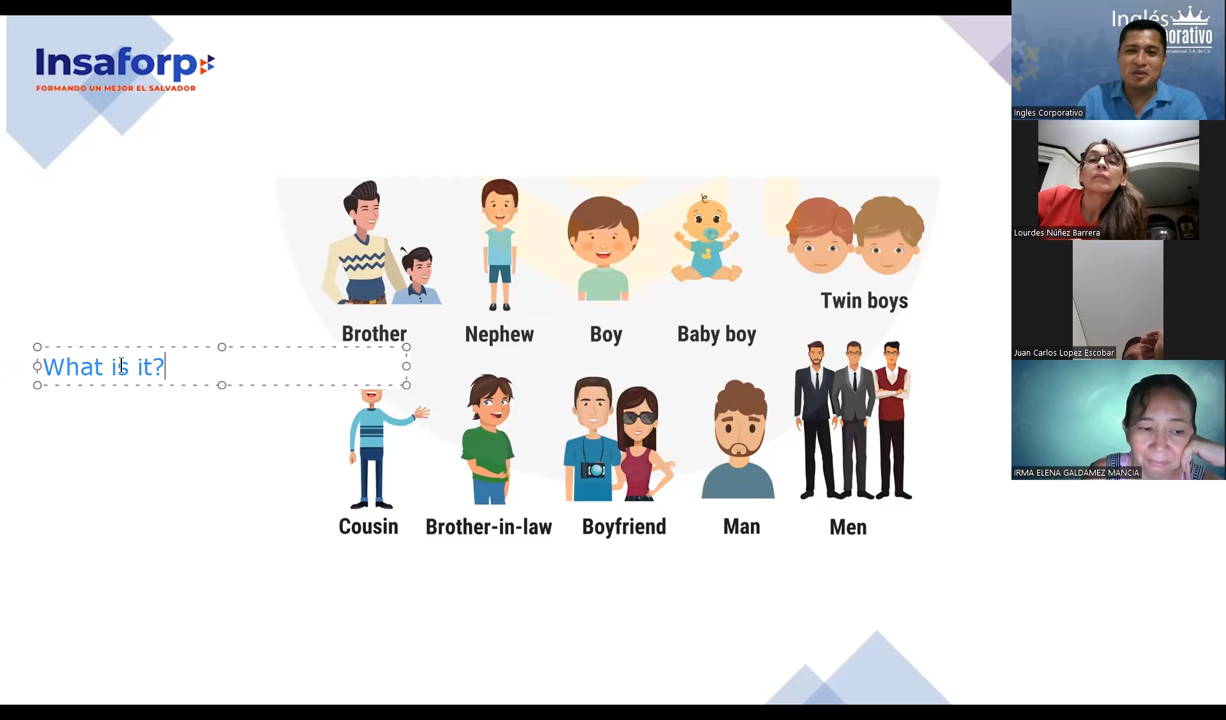 Insaforp
FORMANDO UN MEJOR EL SALVADOR
Brother
Nephew
Boy
Baby boy
Twin boys
What is it?
Cousin
Brother-in-law
Boyfriend
Man
Men
Inglés
Ingles Corporativo
Lourdes Núñez Barrera
Juan Carlos Lopez Escobar
IRMA ELENA GALDAMEZ MANCIA